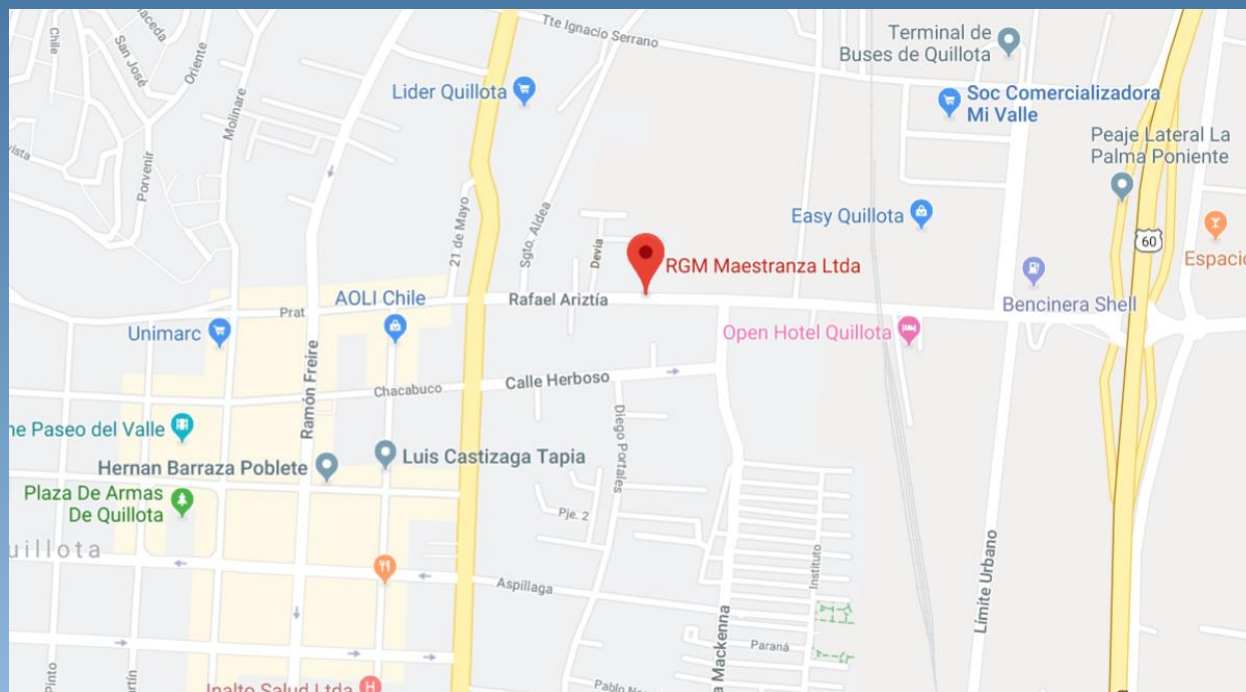 Tte Ignacio Serrano
Terminal de
Buses de Quillota
Chile
San José
Oriente
Molinare
Lider Quillota
Soc Comercializadora
Mi Valle
Peaje Lateral La
Palma Poniente
Porvenir
21 de Mayo
Sgto. Aldea
Devia
Easy Quillota
60
Espacio
RGM Maestranza Ltda
AOLI Chile
Rafael Ariztía
Prat
Unimarc
Bencinera Shell
Open Hotel Quillota
Ramón Freire
Chacabuco
Calle Herboso
Diego Portales
ne Paseo del Valle
Hernan Barraza Poblete
Luis Castizaga Tapia
Plaza De Armas
De Quillota
Pje. 2
uillota
Aspillaga
Instituto
Límite Urbano
a Mackenna
Paraná
Pinto
artín
Inalto Salud Ltda
H